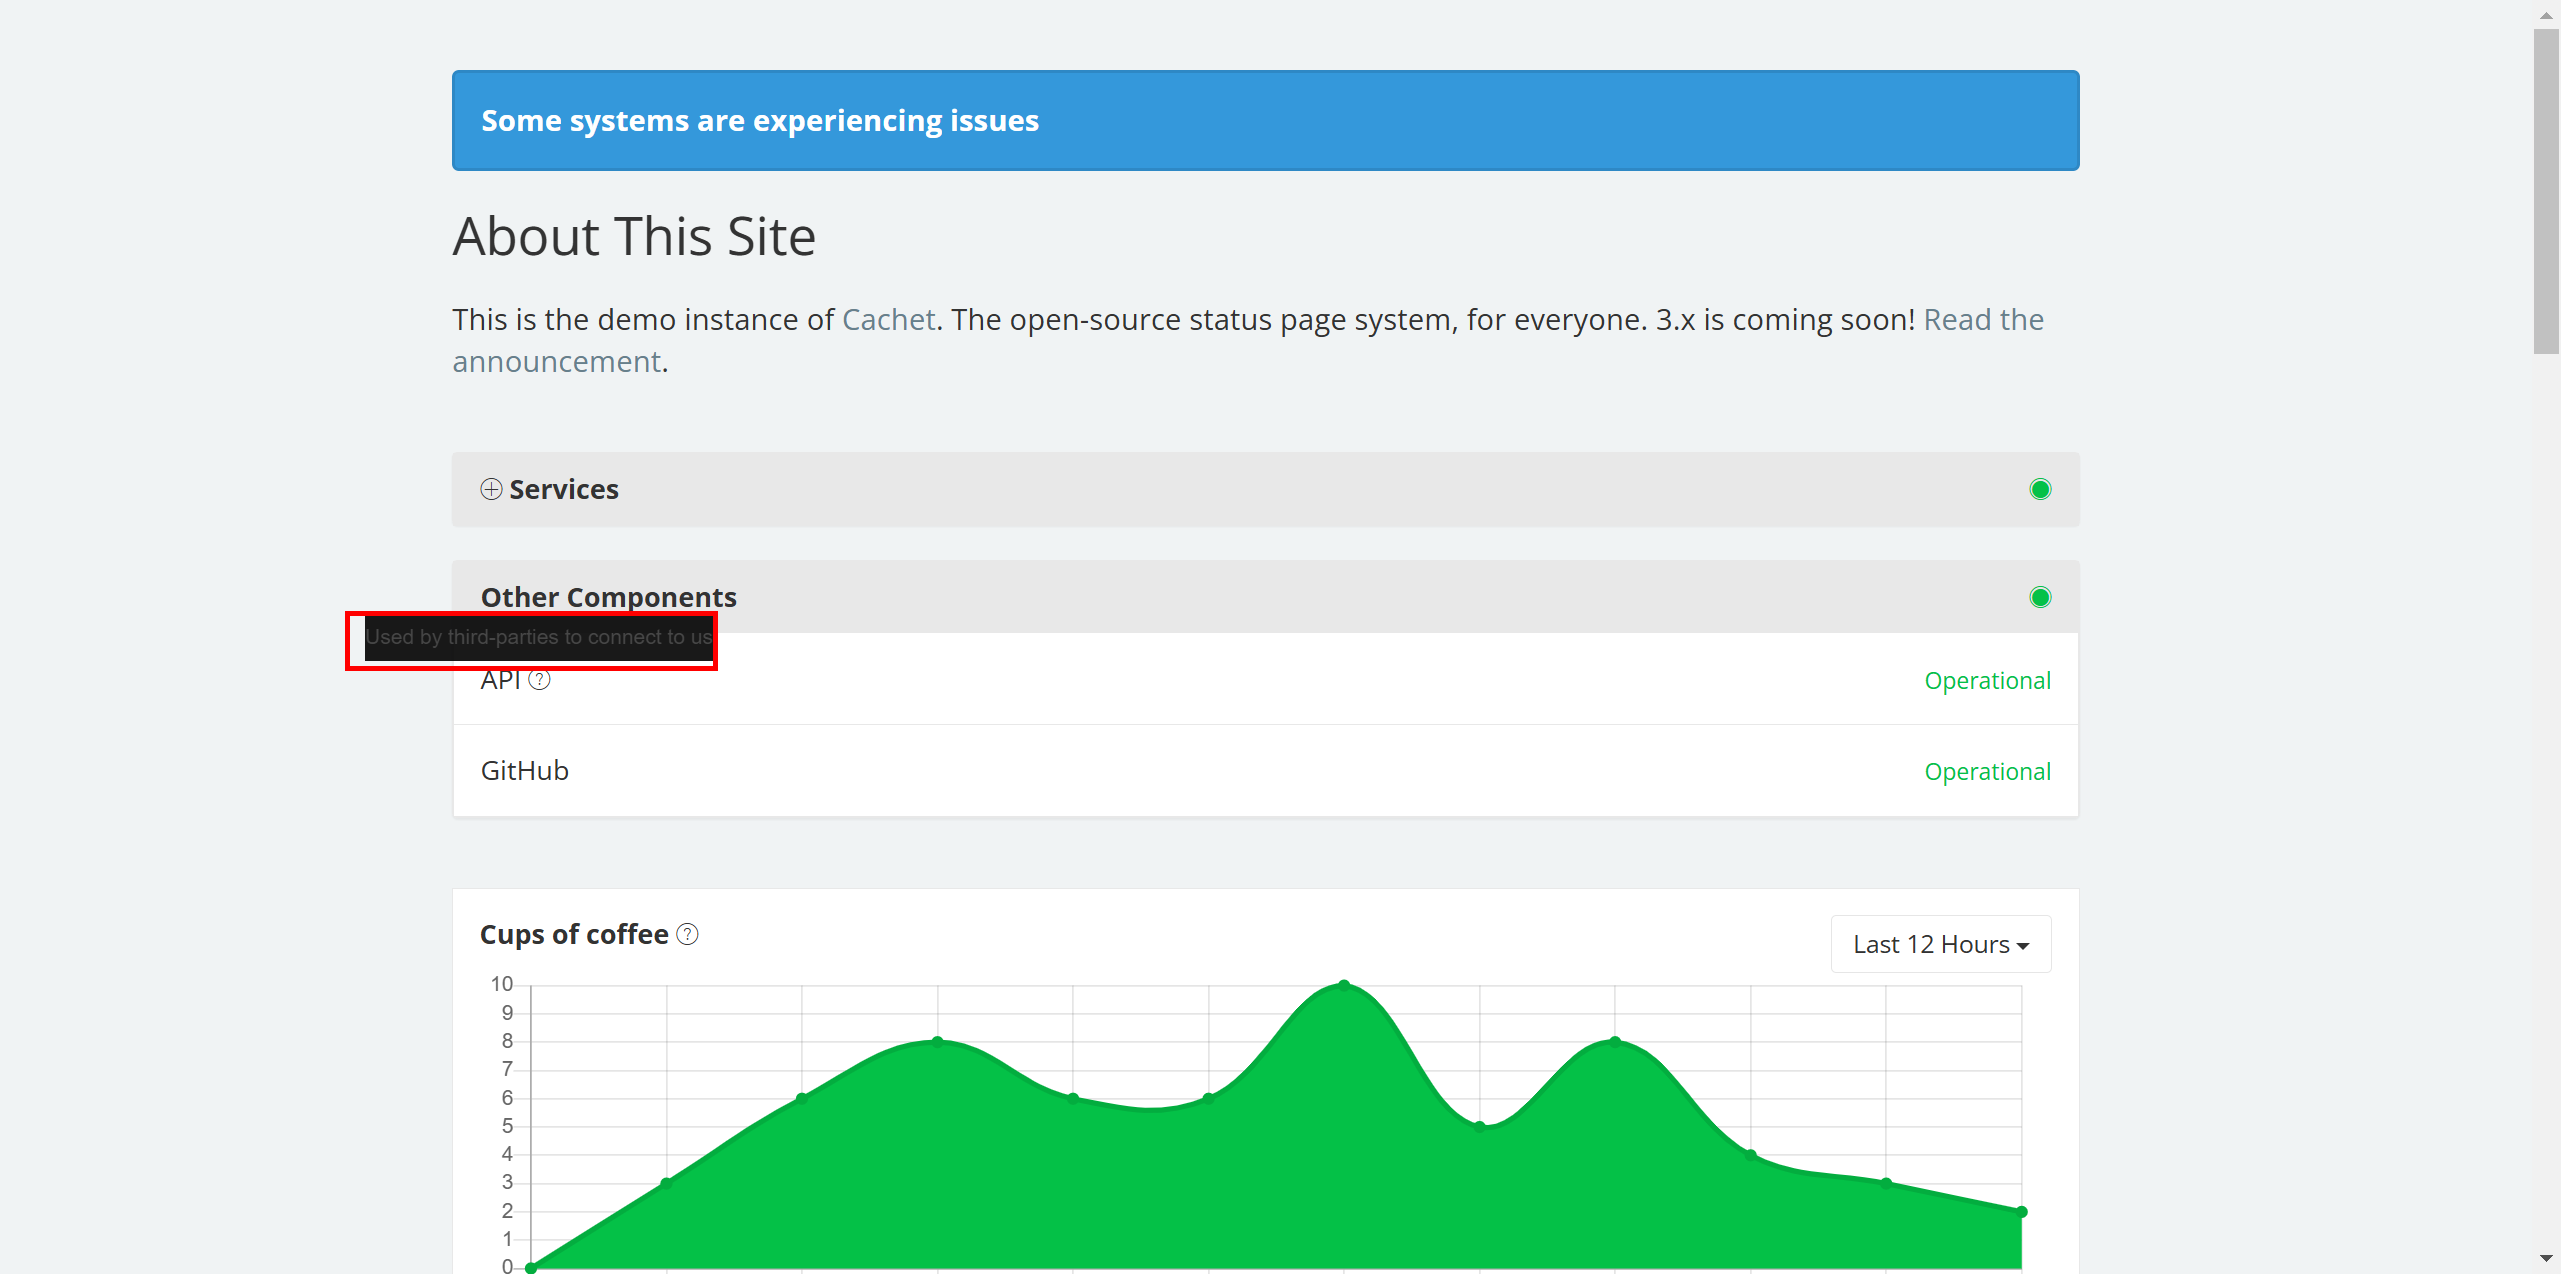 Some systems are experiencing issues
About This Site
This is the demo instance of Cachet. The open-source status page system, for everyone. 3.x is coming soon! Read the
announcement.
Services
Other Components
Used by third-parties to connect to us
API ?
Operational
GitHub
Operational
Cups of coffee ?
Last 12 Hours
10
9
8
7
6
5
4
3
2
1
0